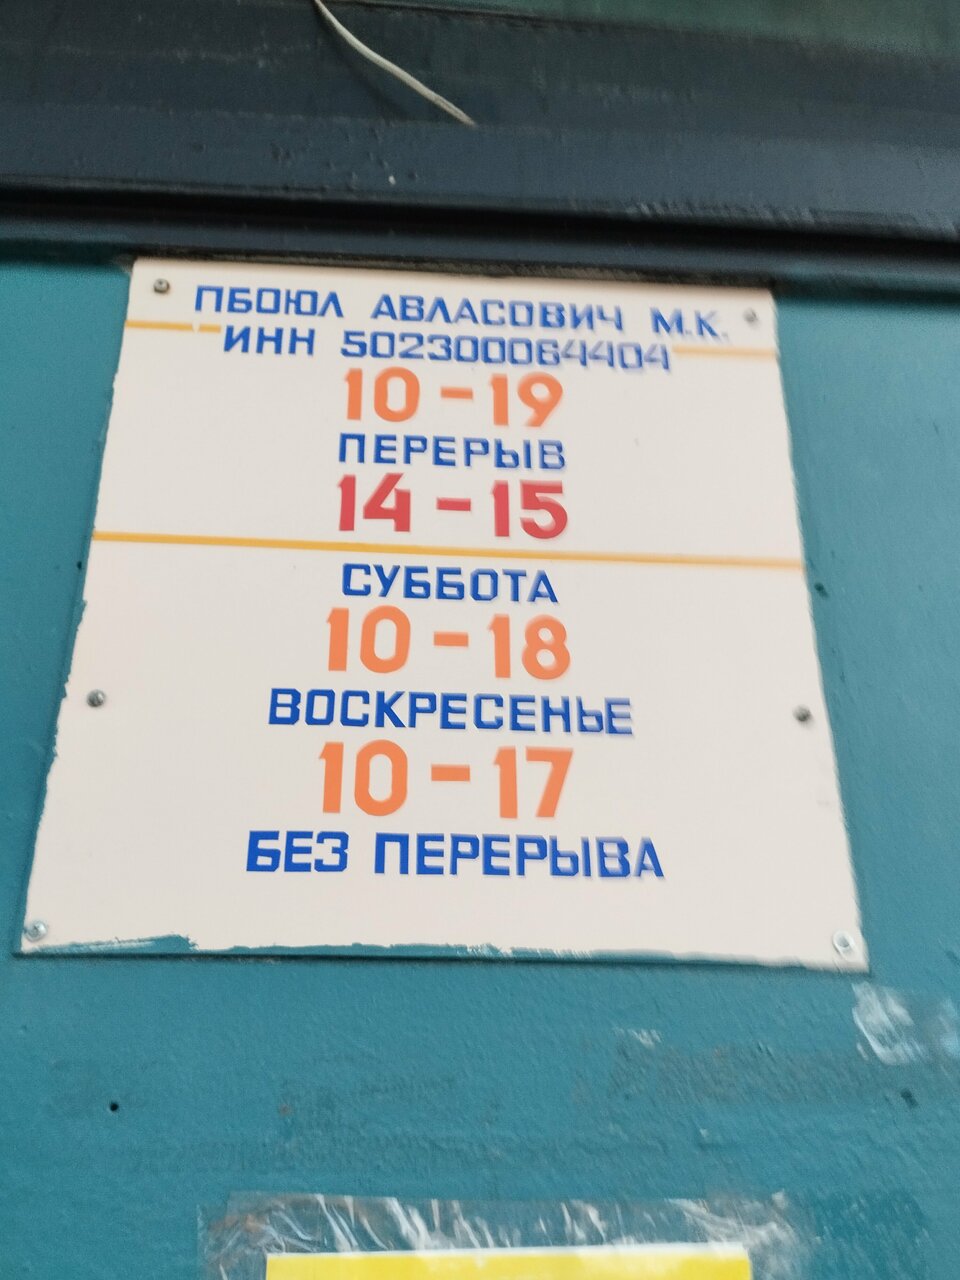 ПБОЮЛ АВЛАСОВИЧ М.К.
ИНН 502300064404
10-19
ПЕРЕРЫВ
14-15
СУББОТА
10-18
ВОСКРЕСЕНЬЕ
10-17
БЕЗ ПЕРЕРЫВА